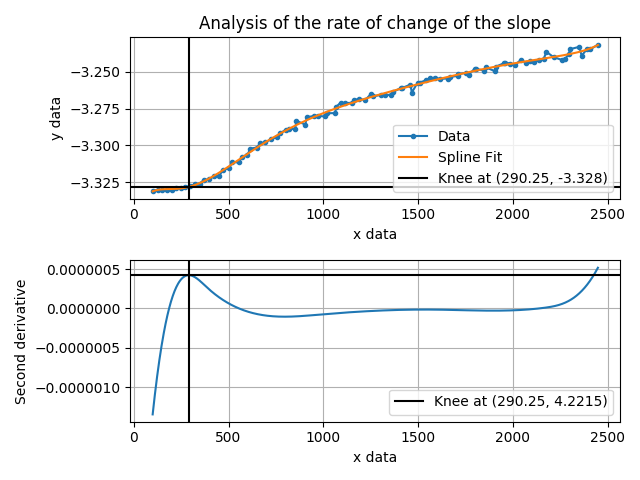 Analysis of the rate of change of the slope
−3.250
−3.275
−3.300
−3.325
y data
Data
Spline Fit
Knee at (290.25, -3.328)
0 500 1000 1500 2000 2500
x data
0.0000005
0.0000000
−0.0000005
−0.0000010
Second derivative
Knee at (290.25, 4.2215)
0 500 1000 1500 2000 2500
x data